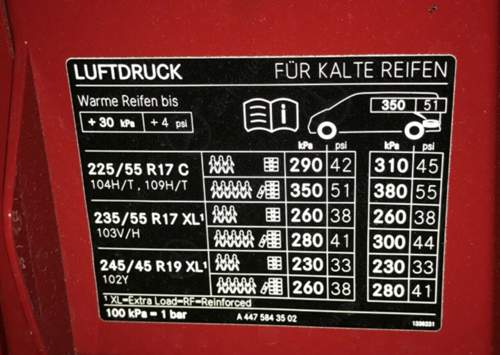 LUFTDRUCK FÜR KALTE REIFEN
Warme Reifen bis
+ 30 kPa + 4 psi
350 51
kPa psi kPa psi
225/55 R17 C 290 42 310 45
104H/T , 109H/T 350 51 380 55
235/55 R17 XL¹ 260 38 260 38
103V/H 280 41 300 44
245/45 R19 XL¹ 230 33 230 33
102Y 260 38 280 41
¹ XL=Extra Load=RF=Reinforced
100 kPa = 1 bar A 447 584 35 02